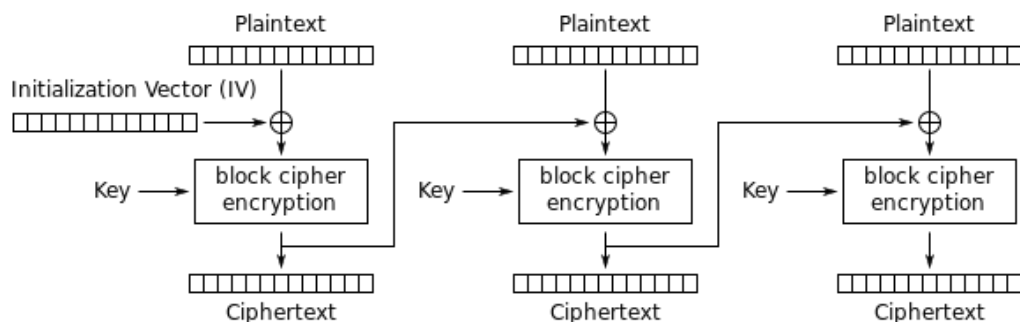 Plaintext
Plaintext
Plaintext
Initialization Vector (IV)
Key
block cipher
encryption
Key
block cipher
encryption
Key
block cipher
encryption
Ciphertext
Ciphertext
Ciphertext